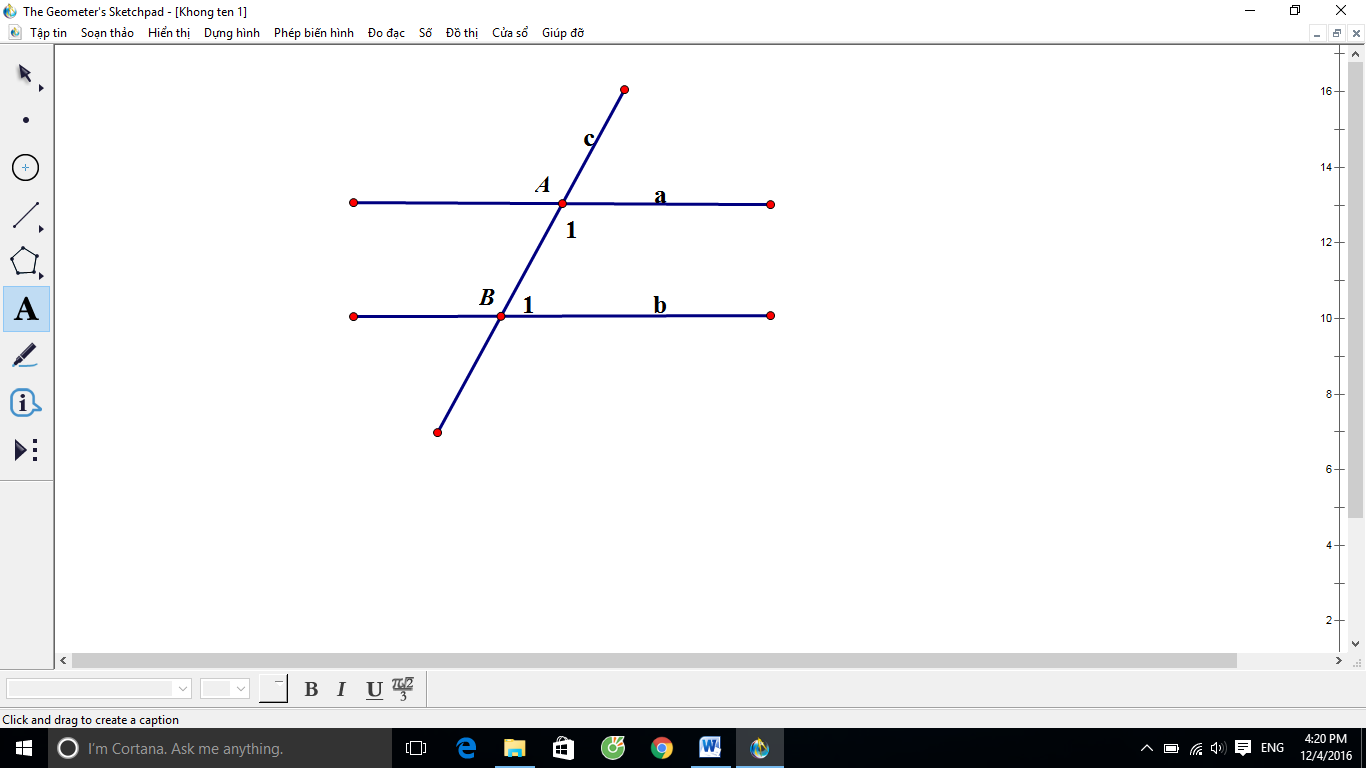 The Geometer's Sketchpad - [Khong ten 1]
Tập tin Soạn thảo Hiển thị Dựng hình Phép biến hình Đo đạc Số Đồ thị Cửa sổ Giúp đỡ
16
c
14
A
a
1
12
B
1
b
10
8
6
4
2
A
B I U π√2/3
Click and drag to create a caption
I'm Cortana. Ask me anything.
ENG
4:20 PM
12/4/2016